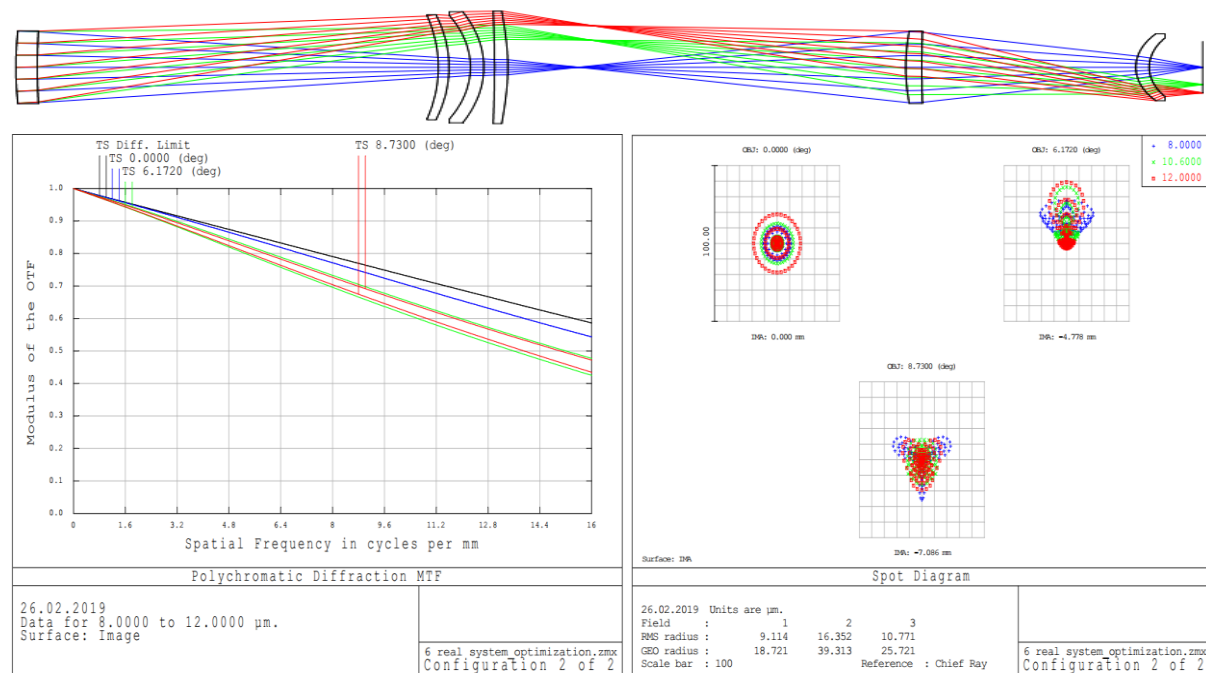 TS Diff. Limit
TS 0.0000 (deg)
TS 6.1720 (deg)
TS 8.7300 (deg)
Modulus of the OTF
1.0
0.9
0.8
0.7
0.6
0.5
0.4
0.3
0.2
0.1
0.0
0 1.6 3.2 4.8 6.4 8 9.6 11.2 12.8 14.4 16
Spatial Frequency in cycles per mm
Polychromatic Diffraction MTF
26.02.2019
Data for 8.0000 to 12.0000 µm.
Surface: Image
6 real system_optimization.zmx
Configuration 2 of 2
+ 8.0000
× 10.6000
□ 12.0000
OBJ: 0.0000 (deg)
OBJ: 6.1720 (deg)
100.00
IMA: 0.000 mm
IMA: -4.778 mm
OBJ: 8.7300 (deg)
IMA: -7.086 mm
Surface: IMA
Spot Diagram
26.02.2019 Units are µm.
Field : 1 2 3
RMS radius : 9.114 16.352 10.771
GEO radius : 18.721 39.313 25.721
Scale bar : 100 Reference : Chief Ray
6 real system_optimization.zmx
Configuration 2 of 2